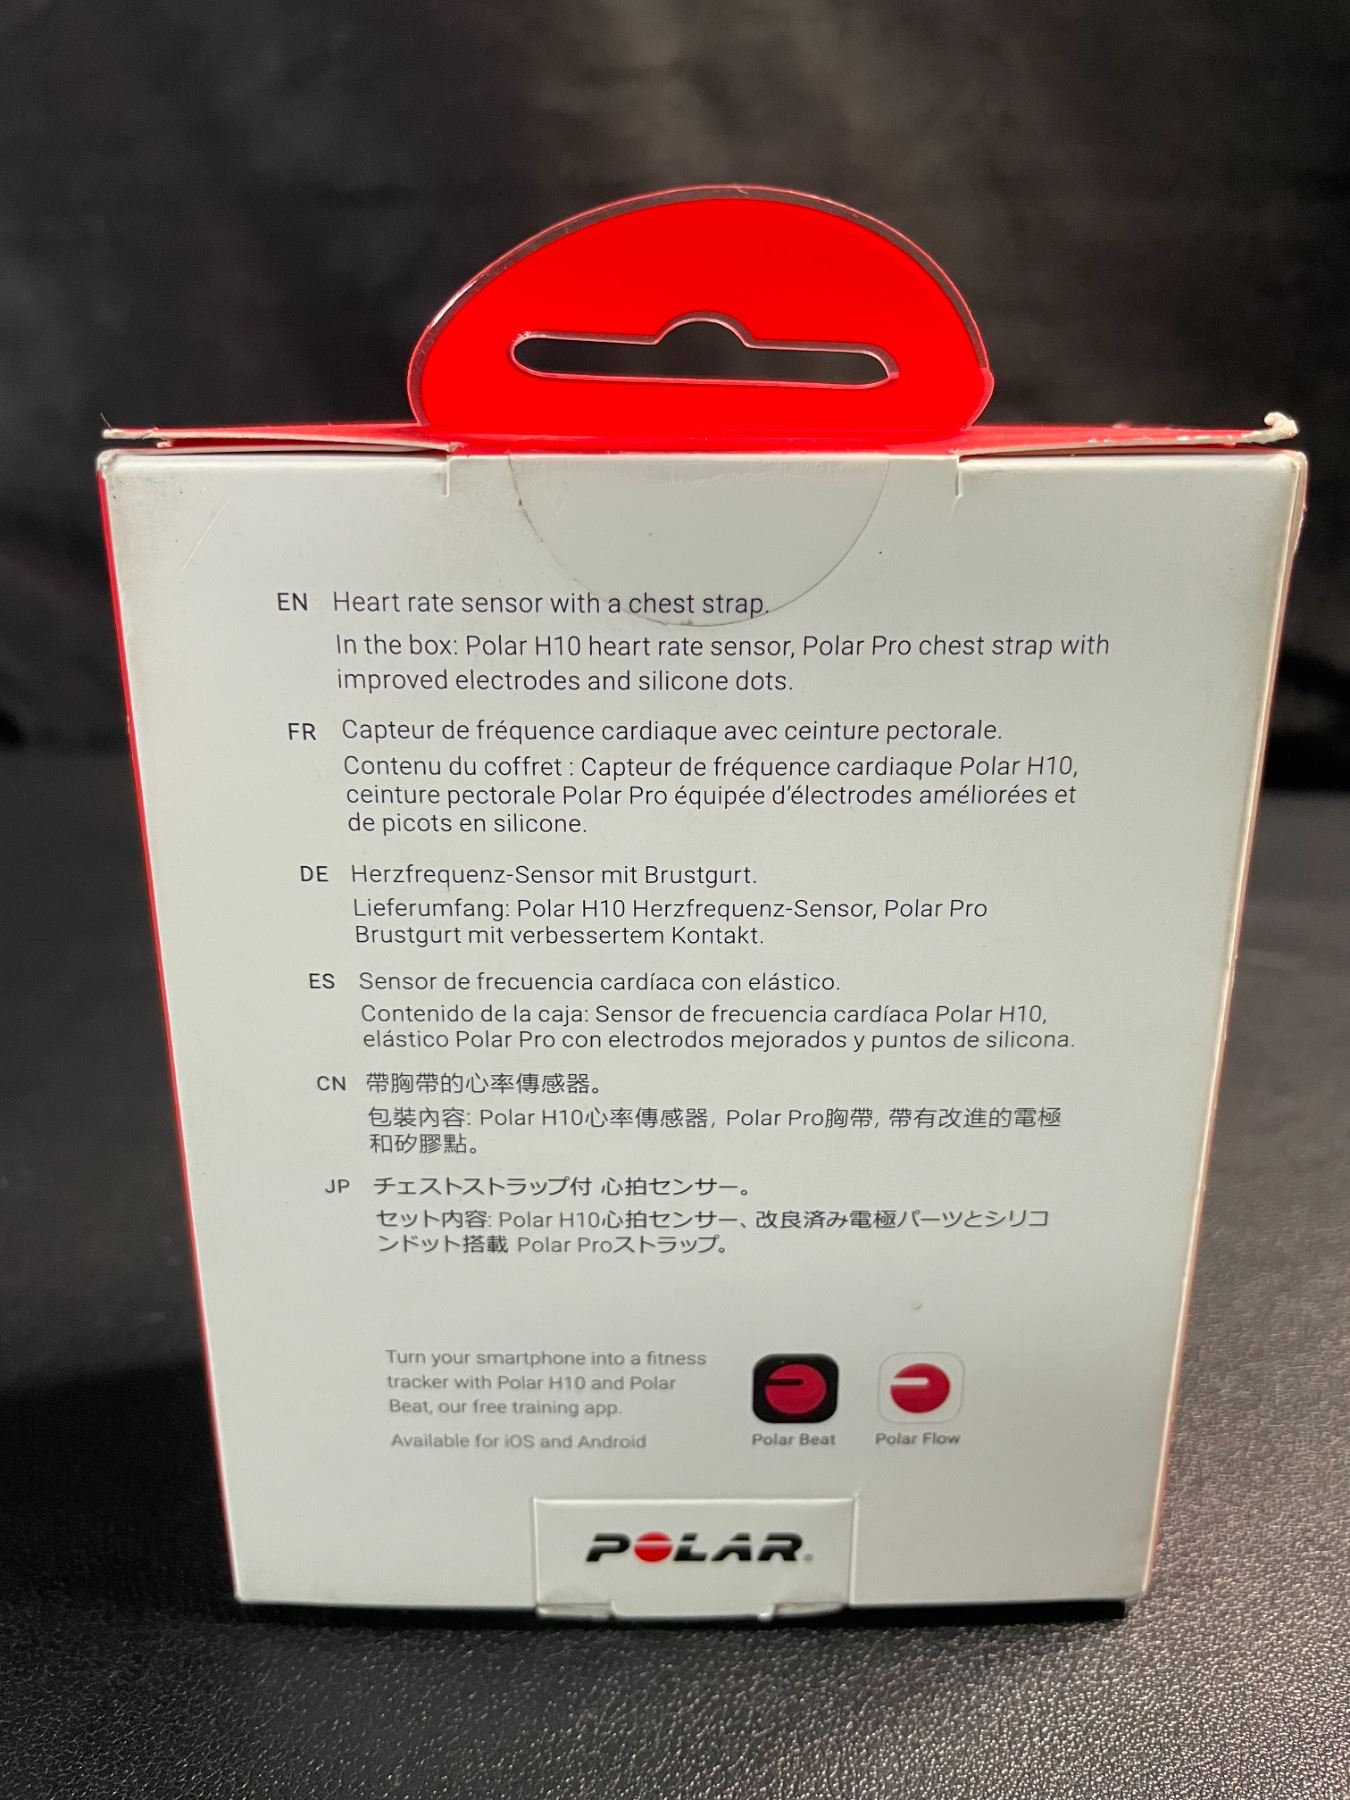 EN Heart rate sensor with a chest strap.
In the box: Polar H10 heart rate sensor, Polar Pro chest strap with
improved electrodes and silicone dots.
FR Capteur de fréquence cardiaque avec ceinture pectorale.
Contenu du coffret : Capteur de fréquence cardiaque Polar H10,
ceinture pectorale Polar Pro équipée d'électrodes améliorées et
de picots en silicone.
DE Herzfrequenz-Sensor mit Brustgurt.
Lieferumfang: Polar H10 Herzfrequenz-Sensor, Polar Pro
Brustgurt mit verbessertem Kontakt.
ES Sensor de frecuencia cardíaca con elástico.
Contenido de la caja: Sensor de frecuencia cardíaca Polar H10,
elástico Polar Pro con electrodos mejorados y puntos de silicona.
CN 帶胸帶的心率傳感器。
包裝內容: Polar H10心率傳感器, Polar Pro胸帶, 帶有改進的電極
和矽膠點。
JP チェストストラップ付 心拍センサー。
セット内容: Polar H10心拍センサー、改良済み電極パーツとシリコ
ンドット搭載 Polar Proストラップ。
Turn your smartphone into a fitness
tracker with Polar H10 and Polar
Beat, our free training app.
Available for iOS and Android
Polar Beat
Polar Flow
POLAR®